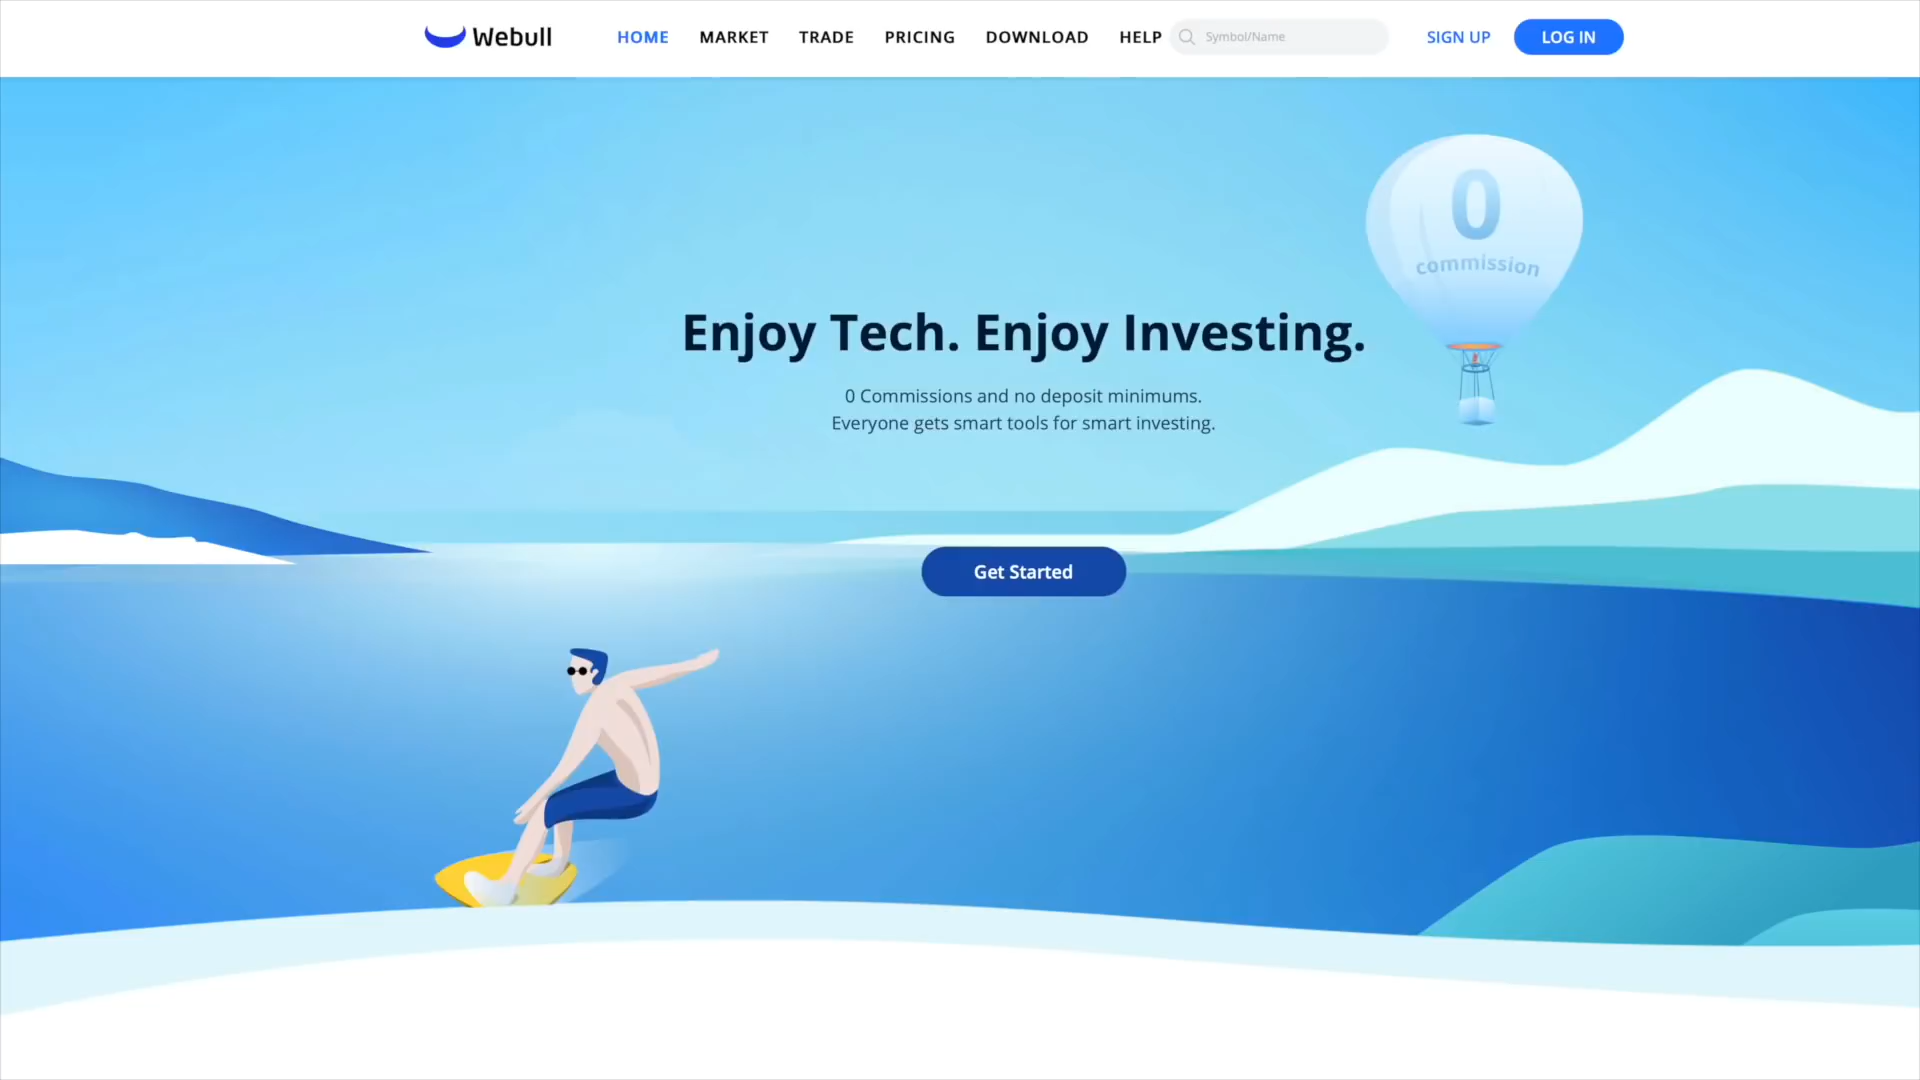 Webull HOME MARKET TRADE PRICING DOWNLOAD HELP Symbol/Name SIGN UP LOG IN
0
commission
Enjoy Tech. Enjoy Investing.
0 Commissions and no deposit minimums.
Everyone gets smart tools for smart investing.
Get Started